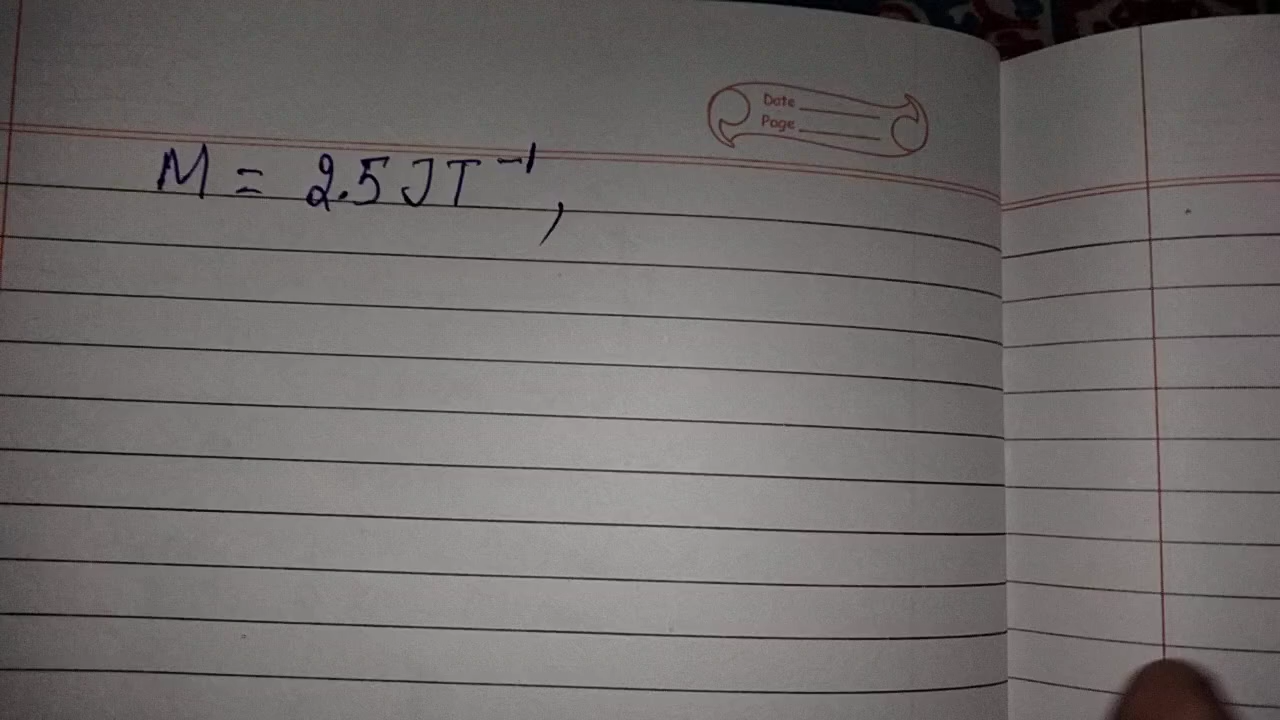 Date
Page
M = 2.5 JT⁻¹,